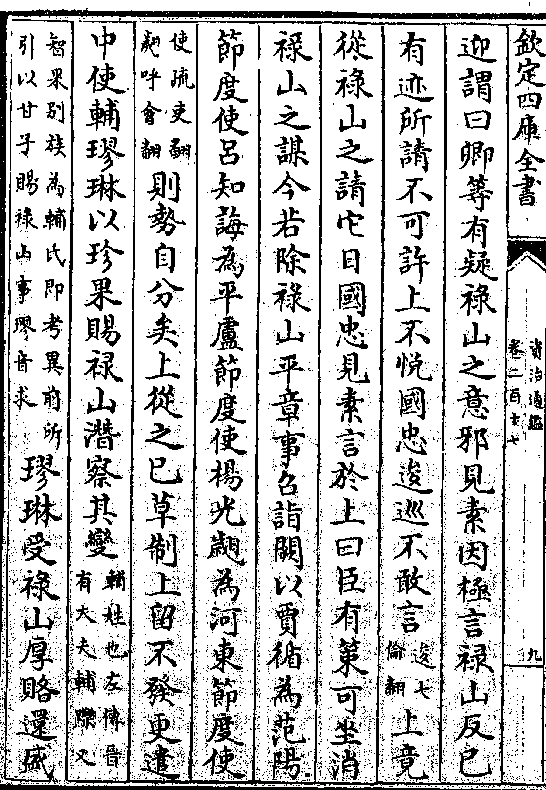 欽定四庫全書
資治通鑑
卷二百十七
九
迎謂曰卿等有疑祿山之意邪見素因極言祿山反已
有迹所請不可許上不悅國忠逡巡不敢言逡七倫翻上竟
從祿山之請它日國忠見素言於上曰臣有策可坐消
祿山之謀今若除祿山平章事召詣闕以賈循為范陽
節度使呂知誨為平盧節度使楊光翽為河東節度使
使疏吏翻翽呼會翻則勢自分矣上從之已草制上留不發更遣
中使輔璆琳以珍果賜祿山潛察其變輔姓也左傳晉有大夫輔躒又
智果别族為輔氏即考異前所引以甘子賜祿山事璆音求璆琳受祿山厚賂還盛